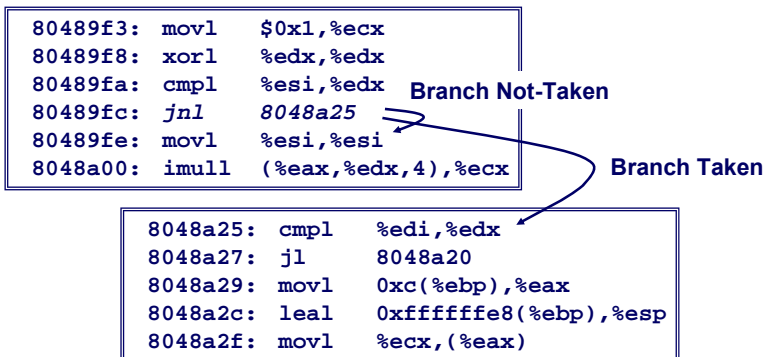 80489f3: movl $0x1,%ecx
80489f8: xorl %edx,%edx
80489fa: cmpl %esi,%edx
Branch Not-Taken
80489fc: jnl 8048a25
80489fe: movl %esi,%esi
8048a00: imull (%eax,%edx,4),%ecx
Branch Taken
8048a25: cmpl %edi,%edx
8048a27: jl 8048a20
8048a29: movl 0xc(%ebp),%eax
8048a2c: leal 0xffffffe8(%ebp),%esp
8048a2f: movl %ecx,(%eax)